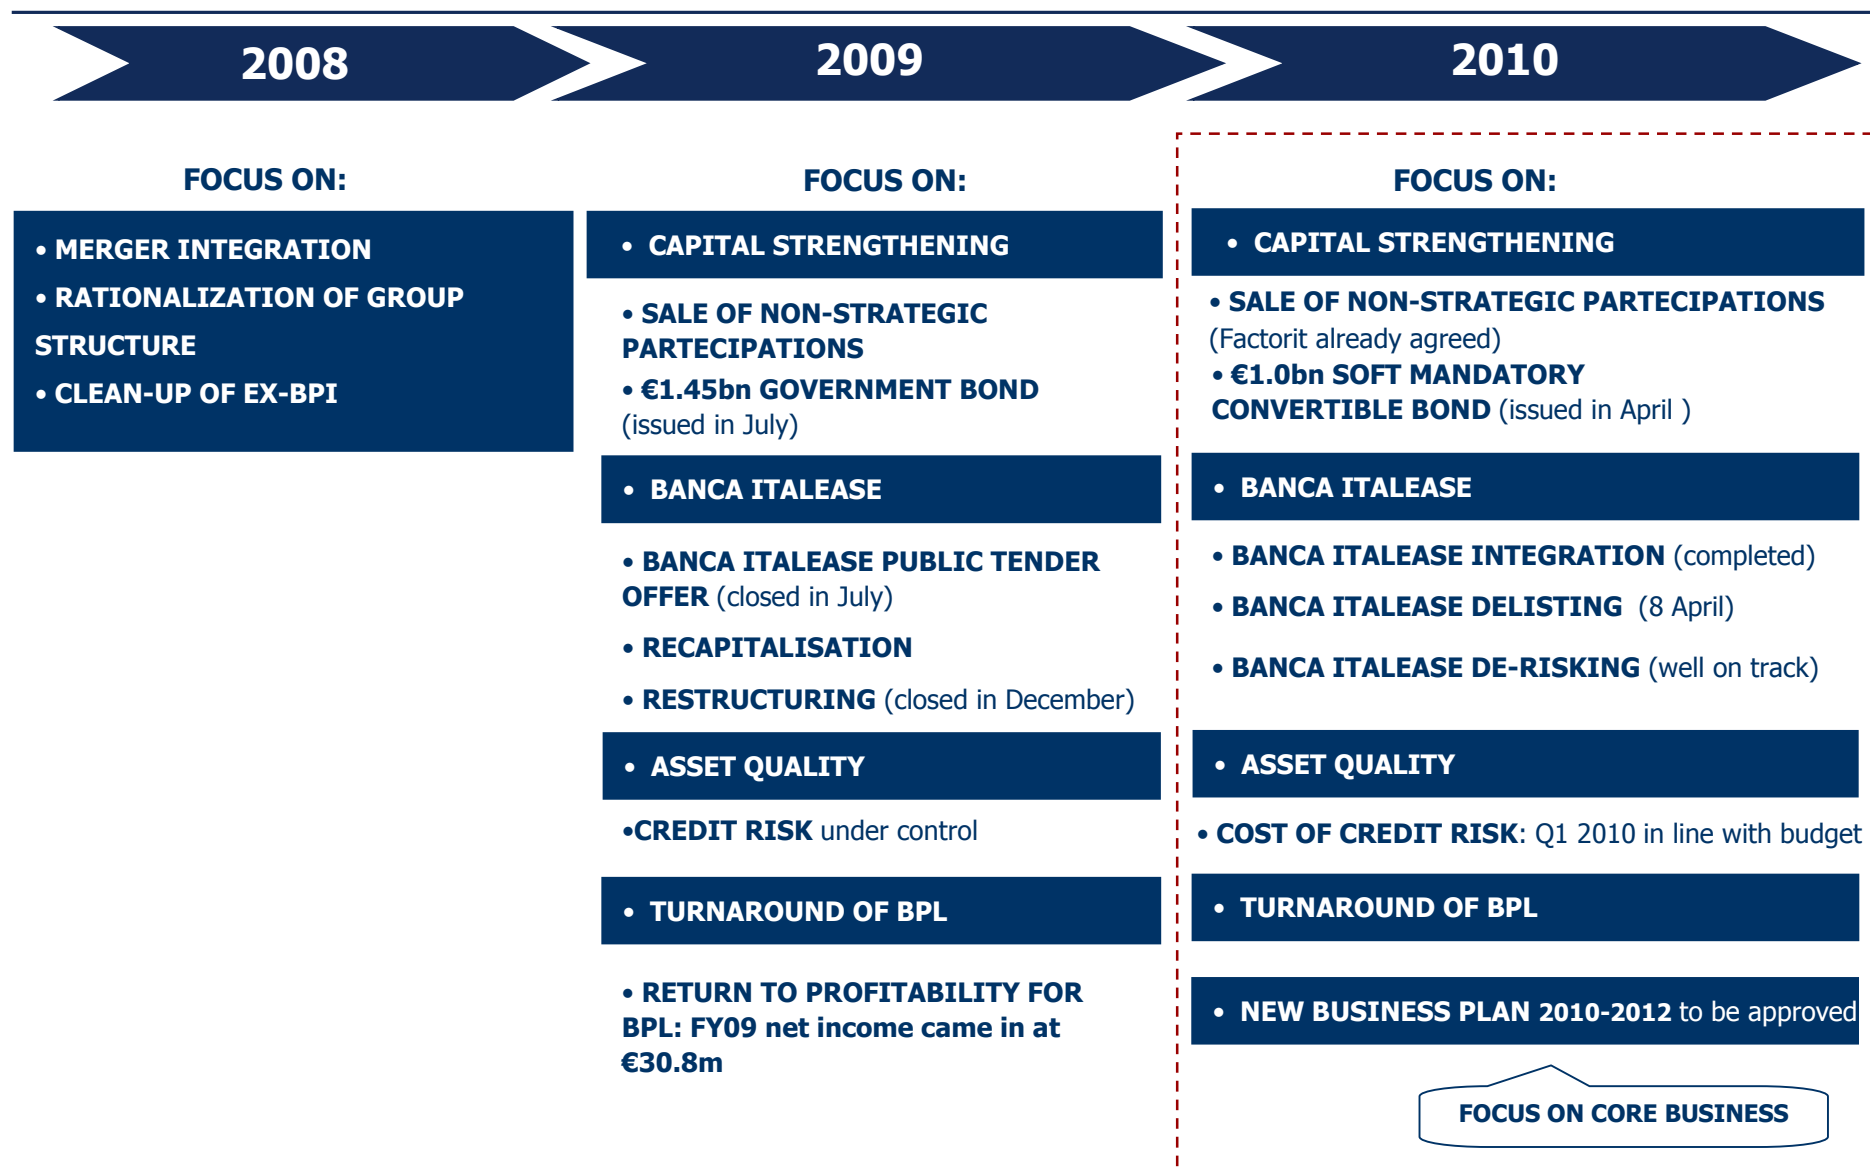 2008
2009
2010
FOCUS ON:
• MERGER INTEGRATION
• RATIONALIZATION OF GROUP
STRUCTURE
• CLEAN-UP OF EX-BPI
FOCUS ON:
• CAPITAL STRENGTHENING
• SALE OF NON-STRATEGIC
PARTECIPATIONS
• €1.45bn GOVERNMENT BOND
(issued in July)
• BANCA ITALEASE
• BANCA ITALEASE PUBLIC TENDER
OFFER (closed in July)
• RECAPITALISATION
• RESTRUCTURING (closed in December)
• ASSET QUALITY
•CREDIT RISK under control
• TURNAROUND OF BPL
• RETURN TO PROFITABILITY FOR
BPL: FY09 net income came in at
€30.8m
FOCUS ON:
• CAPITAL STRENGTHENING
• SALE OF NON-STRATEGIC PARTECIPATIONS
(Factorit already agreed)
• €1.0bn SOFT MANDATORY
CONVERTIBLE BOND (issued in April )
• BANCA ITALEASE
• BANCA ITALEASE INTEGRATION (completed)
• BANCA ITALEASE DELISTING (8 April)
• BANCA ITALEASE DE-RISKING (well on track)
• ASSET QUALITY
• COST OF CREDIT RISK: Q1 2010 in line with budget
• TURNAROUND OF BPL
• NEW BUSINESS PLAN 2010-2012 to be approved
FOCUS ON CORE BUSINESS